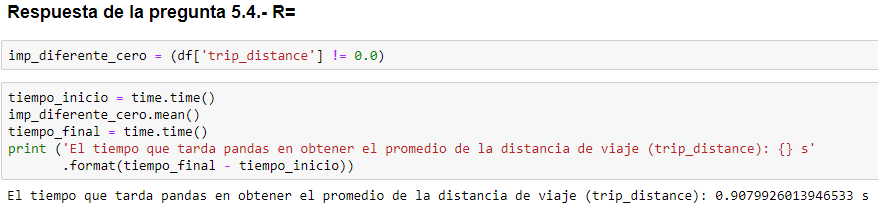 Respuesta de la pregunta 5.4.- R=
imp_diferente_cero = (df['trip_distance'] != 0.0)
tiempo_inicio = time.time()
imp_diferente_cero.mean()
tiempo_final = time.time()
print ('El tiempo que tarda pandas en obtener el promedio de la distancia de viaje (trip_distance): {} s'
.format(tiempo_final - tiempo_inicio))
El tiempo que tarda pandas en obtener el promedio de la distancia de viaje (trip_distance): 0.9079926013946533 s